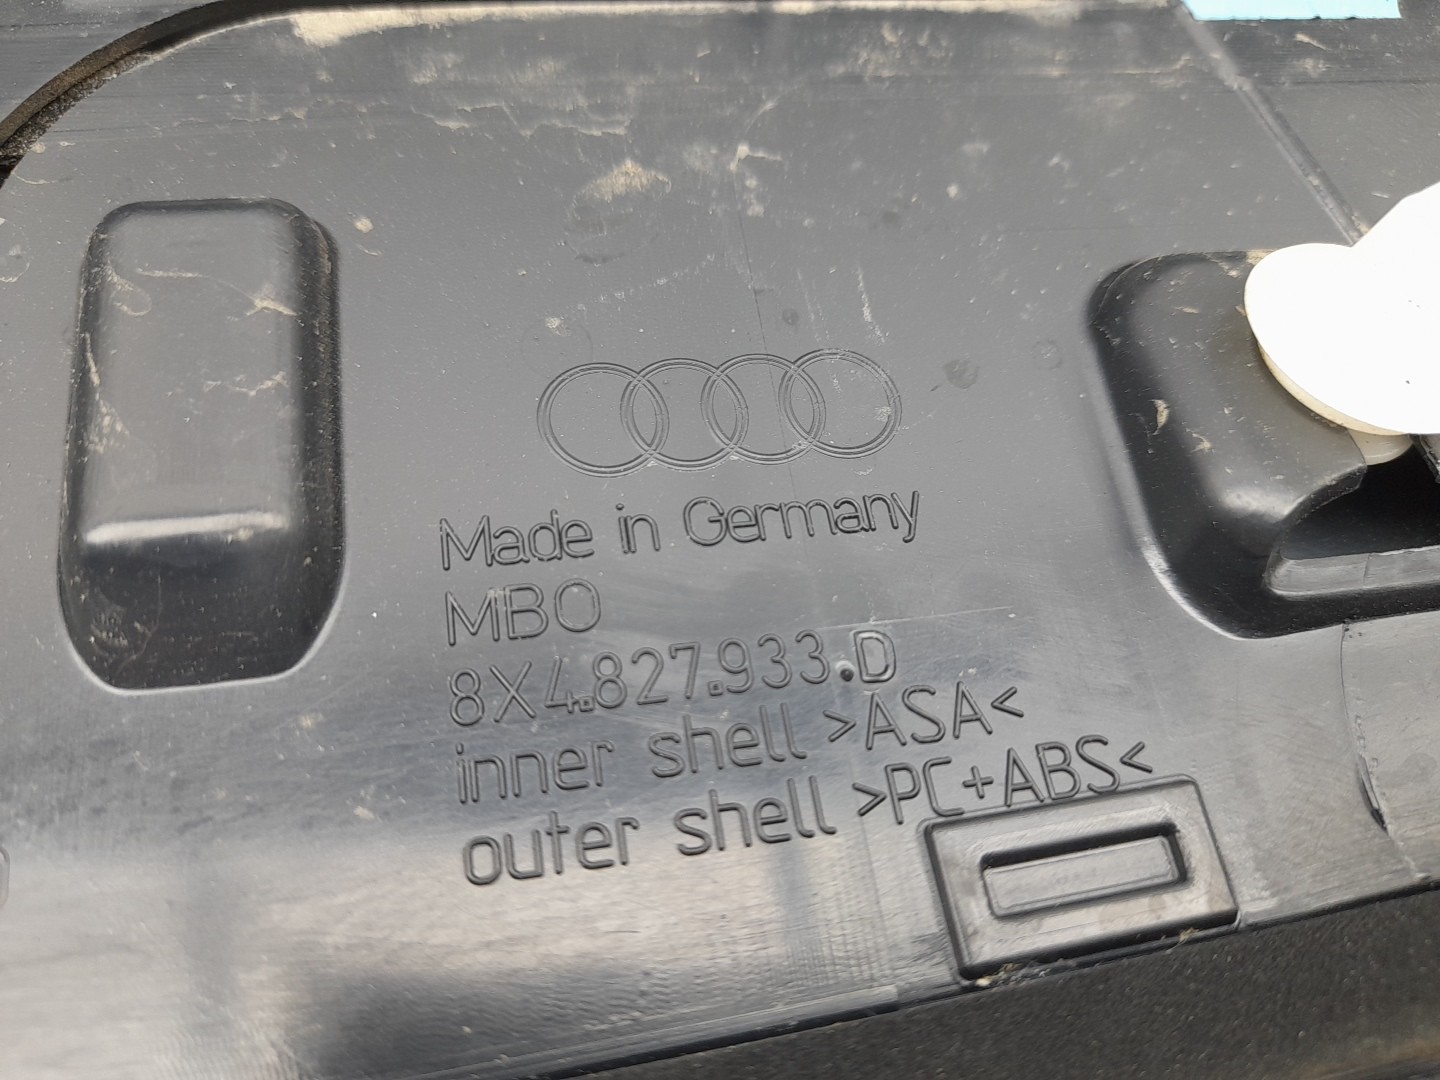 Made in Germany
MBO
8X4.827.933.D
inner shell >ASA<
outer shell >PC+ABS<